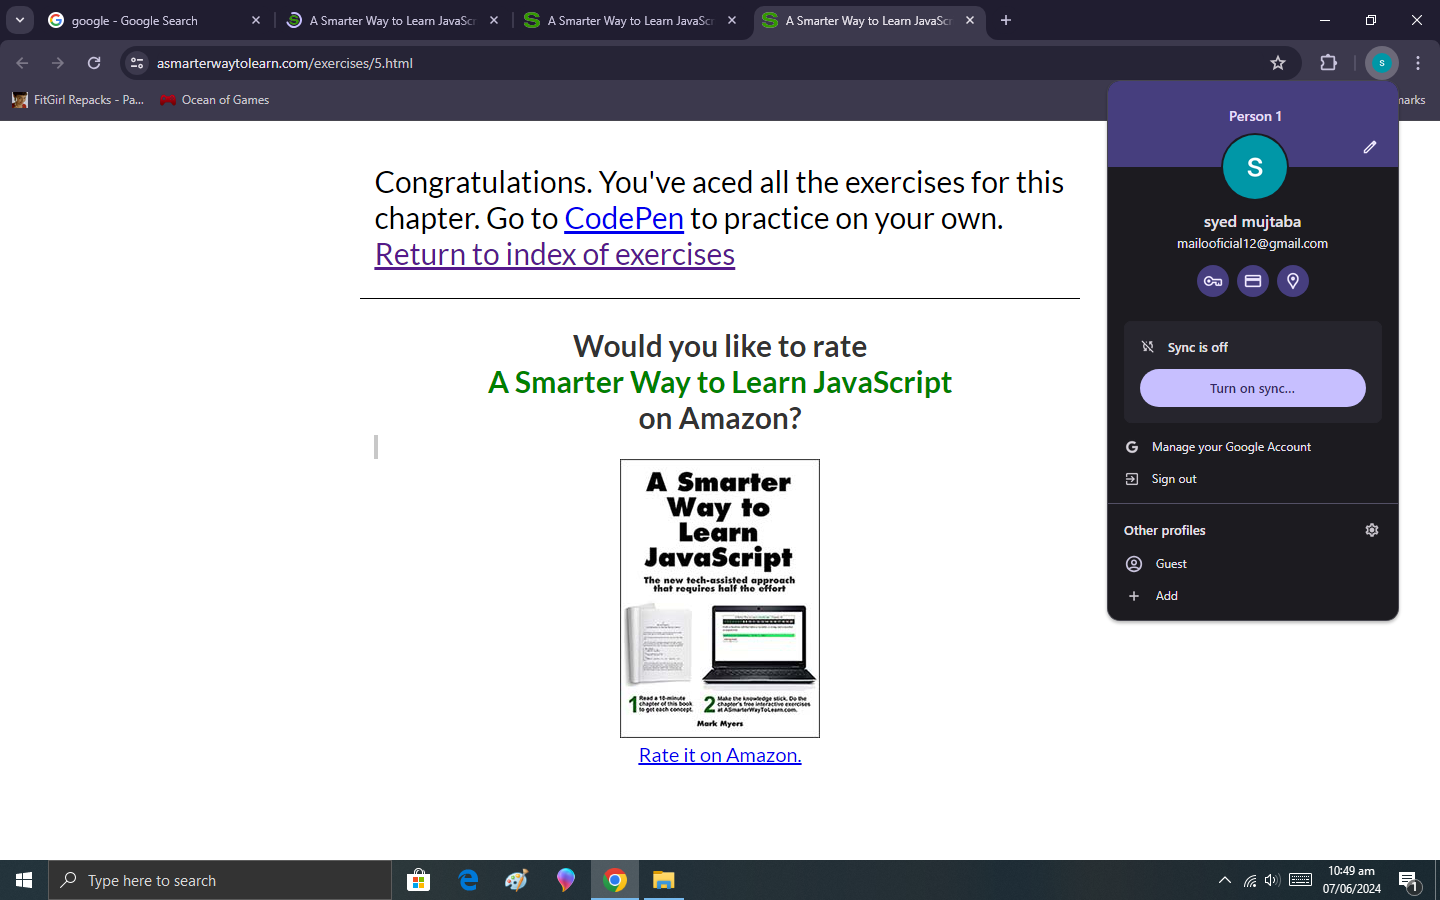 google - Google Search
A Smarter Way to Learn JavaScr
A Smarter Way to Learn JavaScr
A Smarter Way to Learn JavaScr
asmarterwaytolearn.com/exercises/5.html
S
FitGirl Repacks - Pa...
Ocean of Games
marks
Congratulations. You've aced all the exercises for this
chapter. Go to CodePen to practice on your own.
Return to index of exercises
Would you like to rate
A Smarter Way to Learn JavaScript
on Amazon?
A Smarter
Way to
Learn
JavaScript
The new tech-assisted approach
that requires half the effort
1 Read a 10-minute
chapter of this book
to get each concept.
2 Make the knowledge stick. Do the
chapter's free interactive exercises
at ASmarterWayToLearn.com.
Mark Myers
Rate it on Amazon.
Person 1
S
syed mujtaba
mailooficial12@gmail.com
Sync is off
Turn on sync...
Manage your Google Account
Sign out
Other profiles
Guest
Add
Type here to search
10:49 am
07/06/2024
1